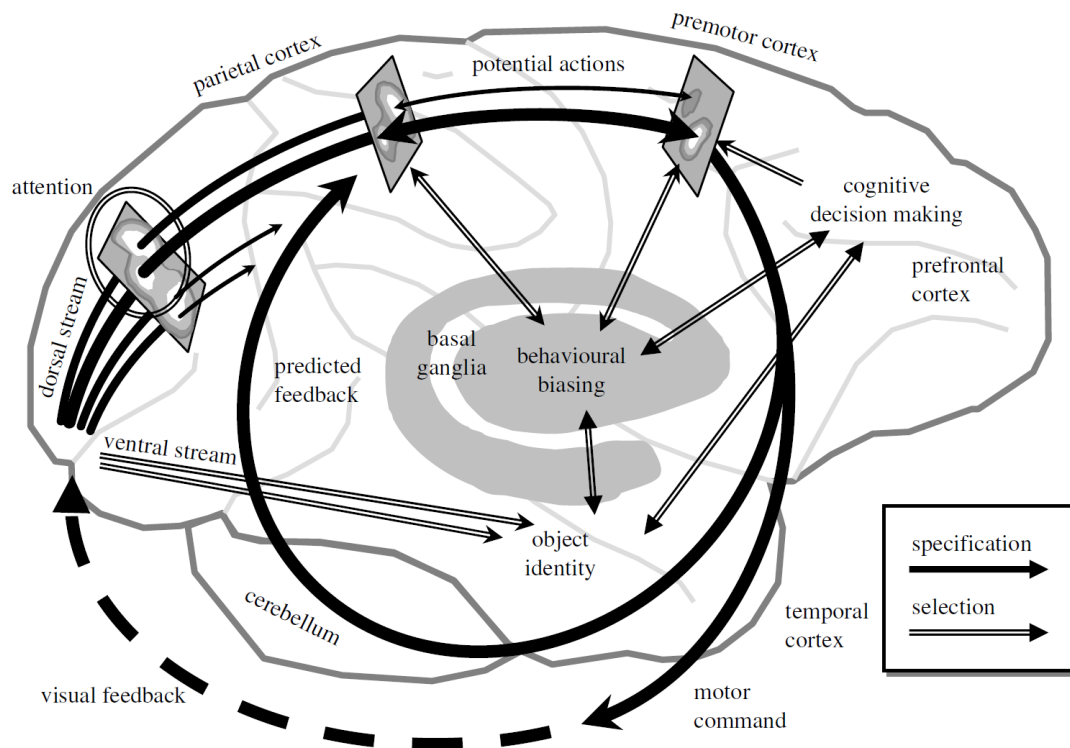 premotor cortex
parietal cortex
potential actions
attention
cognitive
decision making
prefrontal
cortex
dorsal stream
basal
ganglia
behavioural
biasing
predicted
feedback
ventral stream
object
identity
specification
selection
cerebellum
temporal
cortex
visual feedback
motor
command